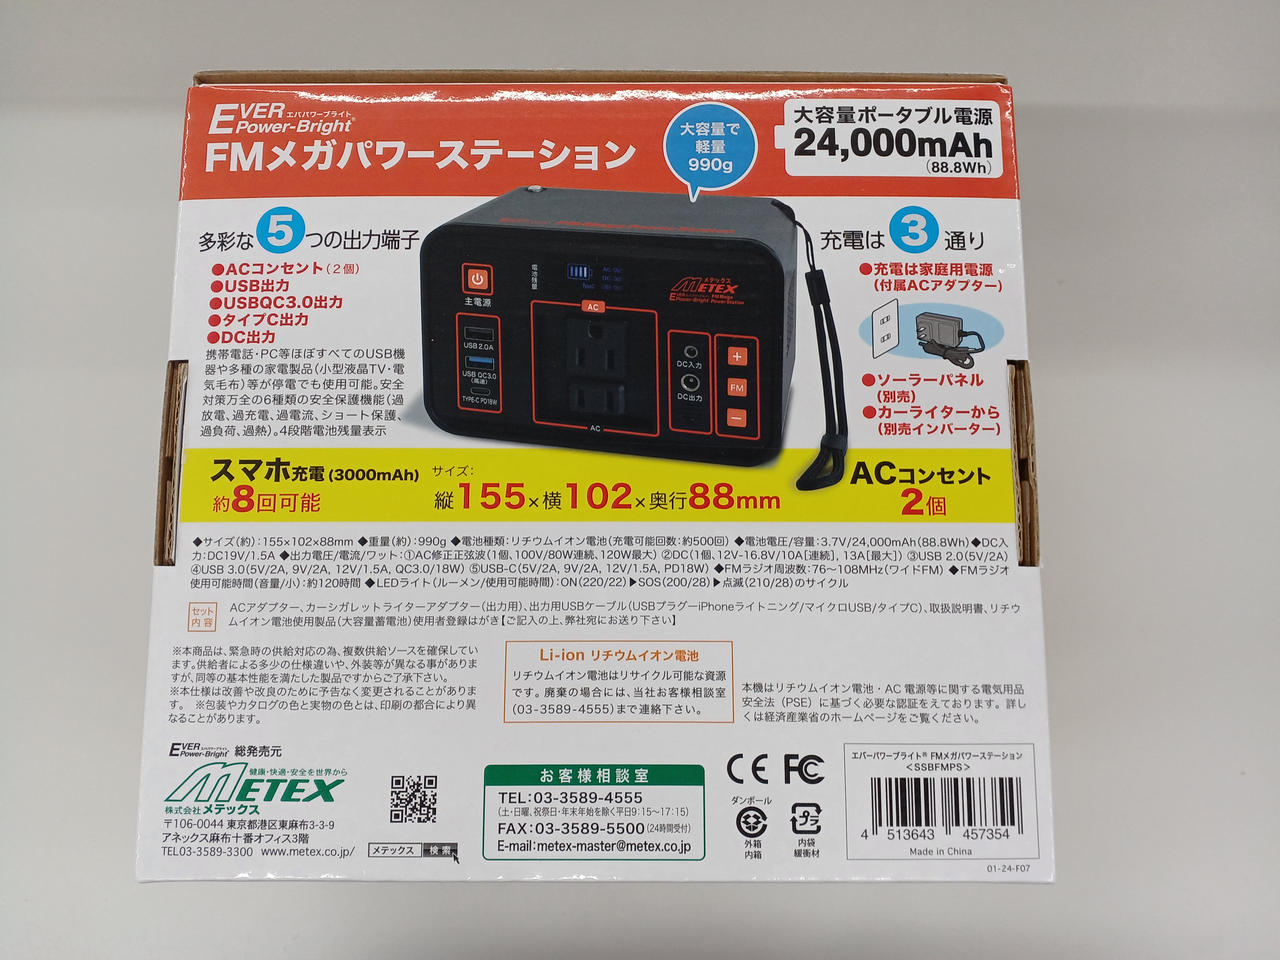 EVER エバパワーブライト
Power-Bright®
FMメガパワーステーション
大容量で
軽量
990g
大容量ポータブル電源
24,000mAh
(88.8Wh)
多彩な5つの出力端子
●ACコンセント(2個)
●USB出力
●USBQC3.0出力
●タイプC出力
●DC出力
携帯電話・PC等ほぼすべてのUSB機
器や多種の家電製品(小型液晶TV・電
気毛布)等が停電でも使用可能。安全
対策万全の6種類の安全保護機能(過
放電、過充電、過電流、ショート保護、
過負荷、過熱)。4段階電池残量表示
主電源
電池残量
USB 2.0A
USB QC3.0
(高速)
TYPE-C PD18W
AC
AC
メテックス
METEX
EVER Power-Bright FM Mega Power Station
DC入力
DC出力
+
FM
−
充電は3通り
●充電は家庭用電源
(付属ACアダプター)
●ソーラーパネル
(別売)
●カーライターから
(別売インバーター)
スマホ充電(3000mAh)
約8回可能
サイズ:
縦155×横102×奥行88mm
ACコンセント
2個
◆サイズ(約):155×102×88mm ◆重量(約):990g ◆電池種類:リチウムイオン電池(充電可能回数:約500回) ◆電池電圧/容量:3.7V/24,000mAh(88.8Wh)◆DC入
力:DC19V/1.5A ◆出力電圧/電流/ワット:①AC修正正弦波(1個、100V/80W連続、120W最大) ②DC(1個、12V-16.8V/10A[連続]、13A[最大]) ③USB 2.0(5V/2A)
④USB 3.0(5V/2A, 9V/2A, 12V/1.5A, QC3.0/18W) ⑤USB-C(5V/2A, 9V/2A, 12V/1.5A, PD18W) ◆FMラジオ周波数:76〜108MHz(ワイドFM) ◆FMラジオ
使用可能時間(音量/小):約120時間 ◆LEDライト(ルーメン/使用可能時間):ON(220/22)▶SOS(200/28)▶点滅(210/28)のサイクル
セット
内容
ACアダプター、カーシガレットライターアダプター(出力用)、出力用USBケーブル(USBプラグーiPhoneライトニング/マイクロUSB/タイプC)、取扱説明書、リチウ
ムイオン電池使用製品(大容量蓄電池)使用者登録はがき【ご記入の上、弊社宛にお送り下さい】
※本商品は、緊急時の供給対応の為、複数供給ソースを確保してい
ます。供給者による多少の仕様違いや、外装等が異なる事がありま
すが、同等の基本性能を満たした製品ですからご了承下さい。
※本仕様は改善や改良のために予告なく変更されることがありま
す。 ※包装やカタログの色と実物の色とは、印刷の都合により異
なることがあります。
Li-ion リチウムイオン電池
リチウムイオン電池はリサイクル可能な資源
です。廃棄の場合には、当社お客様相談室
(03-3589-4555)まで連絡下さい。
本機はリチウムイオン電池・AC電源等に関する電気用品
安全法(PSE)に基づく必要な認証をえております。詳し
くは経済産業省のホームページをご覧ください。
EVER エバパワーブライト Power-Bright® 総発売元
健康・快適・安全を世界から
METEX
株式会社メテックス
〒106-0044 東京都港区東麻布3-3-9
アネックス麻布十番オフィス3階
TEL03-3589-3300 www.metex.co.jp/
メテックス 検索
お客様相談室
TEL:03-3589-4555
(土・日曜、祝祭日・年末年始を除く平日9:15〜17:15)
FAX:03-3589-5500(24時間受付)
E-mail:metex-master@metex.co.jp
CE FC
ダンボール
外箱
内箱
プラ
内袋
緩衝材
エバーパワーブライト® FMメガパワーステーション
<SSBFMPS>
4 513643 457354
Made in China
01-24-F07